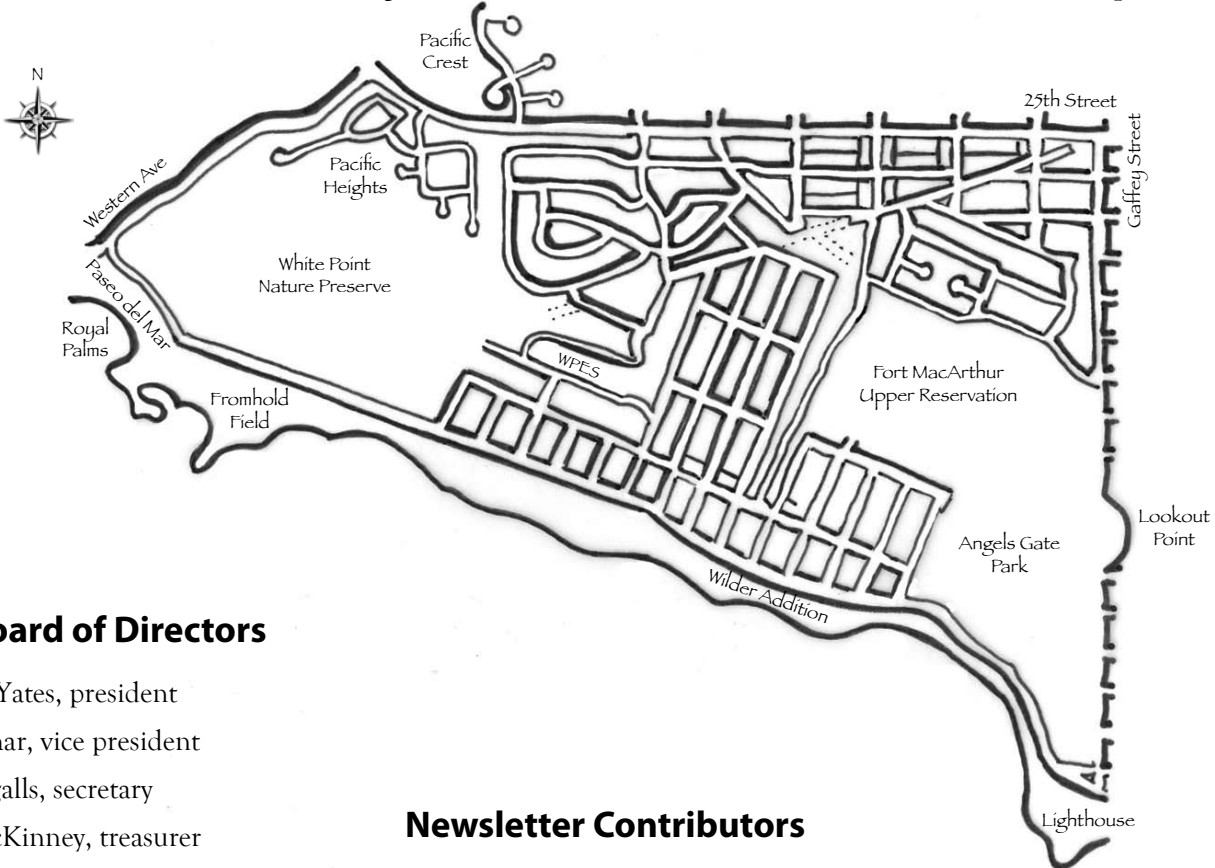 Pacific
Crest
N
25th Street
Gaffey Street
Western Ave
Pacific
Heights
White Point
Nature Preserve
Paseo del Mar
Royal
Palms
WPES
Fromhold
Field
Fort MacArthur
Upper Reservation
Lookout
Point
Angels Gate
Park
Wilder Addition
Lighthouse
oard of Directors
Yates, president
ar, vice president
galls, secretary
cKinney, treasurer
Newsletter Contributors